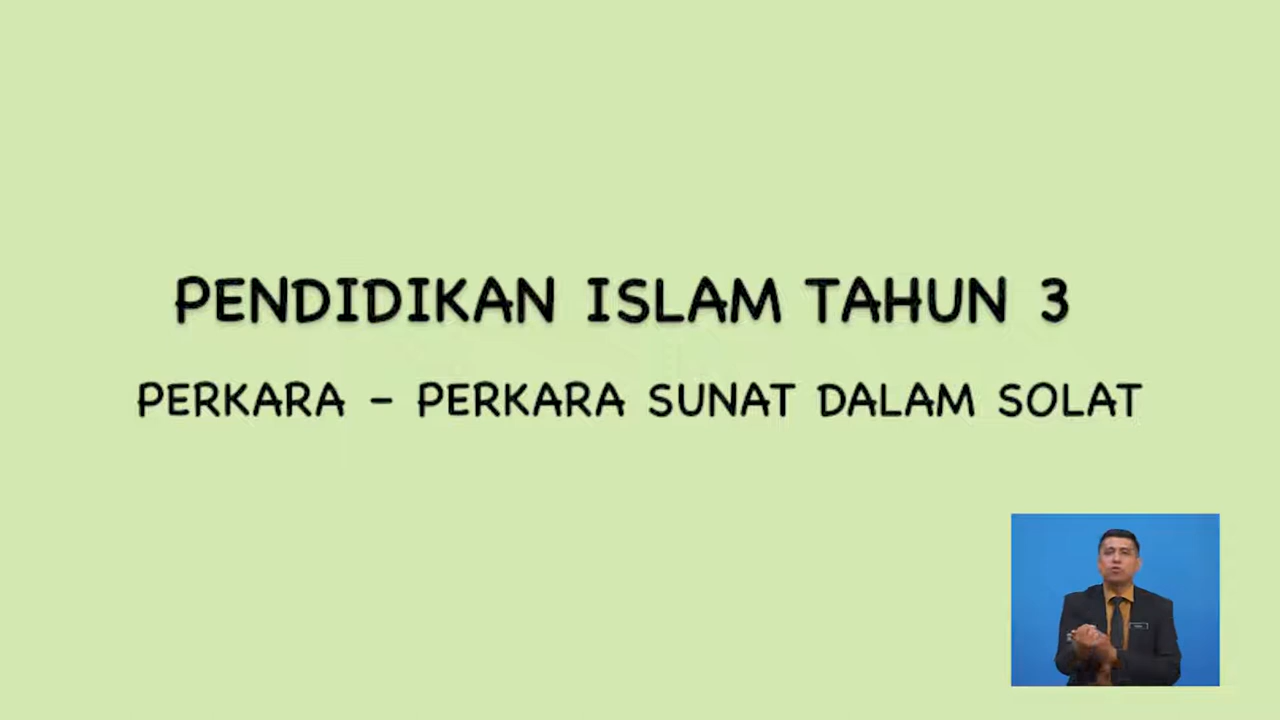 PENDIDIKAN ISLAM TAHUN 3
PERKARA - PERKARA SUNAT DALAM SOLAT